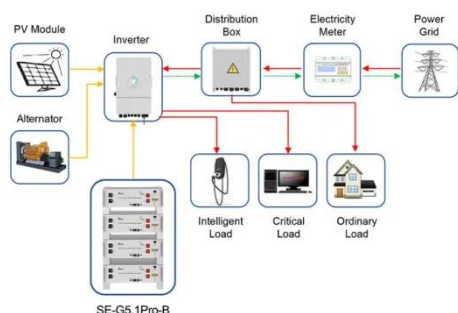 PV Module
Inverter
Distribution
Box
Electricity
Meter
Power
Grid
Alternator
Intelligent
Load
Critical
Load
Ordinary
Load
SE-G5.1Pro-B